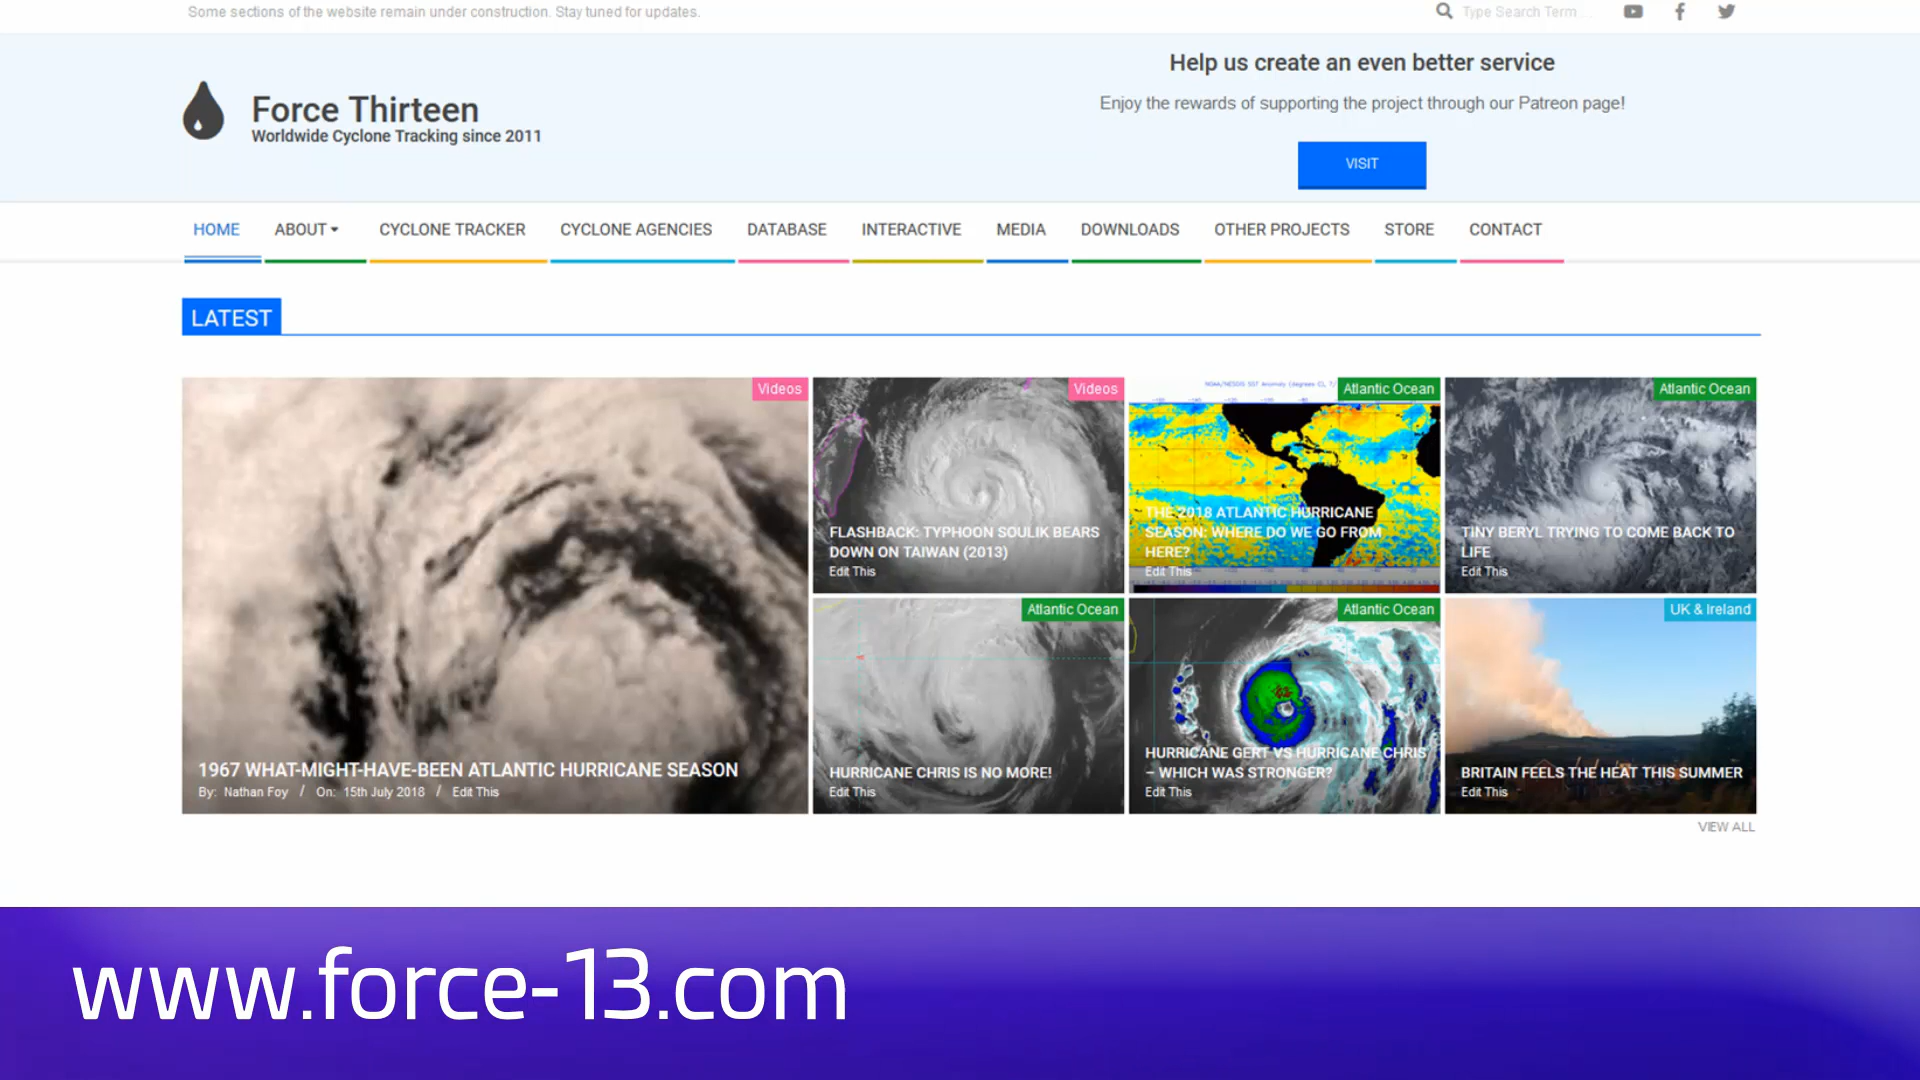 Some sections of the website remain under construction. Stay tuned for updates.
Type Search Term ...
Help us create an even better service
Force Thirteen
Worldwide Cyclone Tracking since 2011
Enjoy the rewards of supporting the project through our Patreon page!
VISIT
HOME ABOUT CYCLONE TRACKER CYCLONE AGENCIES DATABASE INTERACTIVE MEDIA DOWNLOADS OTHER PROJECTS STORE CONTACT
LATEST
Videos
1967 WHAT-MIGHT-HAVE-BEEN ATLANTIC HURRICANE SEASON
By: Nathan Foy / On: 15th July 2018 / Edit This
Videos
FLASHBACK: TYPHOON SOULIK BEARS
DOWN ON TAIWAN (2013)
Edit This
NOAA/NESDIS SST Anomaly (degrees C),
Atlantic Ocean
THE 2018 ATLANTIC HURRICANE
SEASON: WHERE DO WE GO FROM
HERE?
Edit This
Atlantic Ocean
TINY BERYL TRYING TO COME BACK TO
LIFE
Edit This
Atlantic Ocean
HURRICANE CHRIS IS NO MORE!
Edit This
Atlantic Ocean
HURRICANE GERT VS HURRICANE CHRIS
– WHICH WAS STRONGER?
Edit This
UK & Ireland
BRITAIN FEELS THE HEAT THIS SUMMER
Edit This
VIEW ALL
www.force-13.com